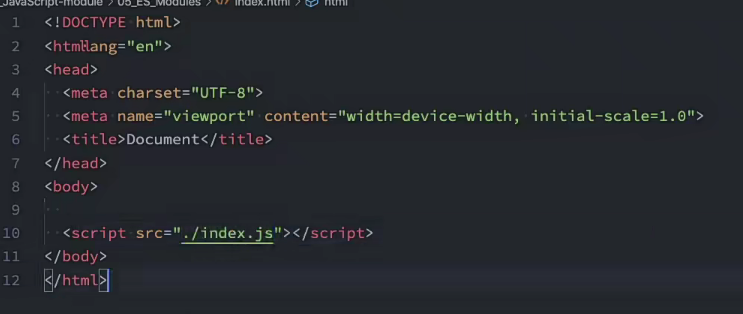 _JavaScript-module > 05_ES_Modules > index.html > html
1 <!DOCTYPE html>
2 <html lang="en">
3 <head>
4 <meta charset="UTF-8">
5 <meta name="viewport" content="width=device-width, initial-scale=1.0">
6 <title>Document</title>
7 </head>
8 <body>
9
10 <script src="./index.js"></script>
11 </body>
12 </html>